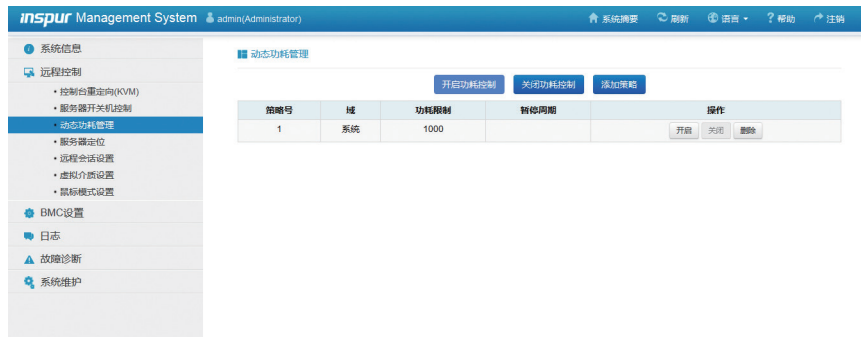 inspur Management System admin(Administrator) 系统摘要 刷新 语言 帮助 注销
系统信息
远程控制
• 控制台重定向(KVM)
• 服务器开关机控制
• 动态功耗管理
• 服务器定位
• 远程会话设置
• 虚拟介质设置
• 鼠标模式设置
BMC设置
日志
故障诊断
系统维护
动态功耗管理
开启功耗控制 关闭功耗控制 添加策略
策略号 域 功耗限制 暂停周期 操作
1 系统 1000 开启 关闭 删除